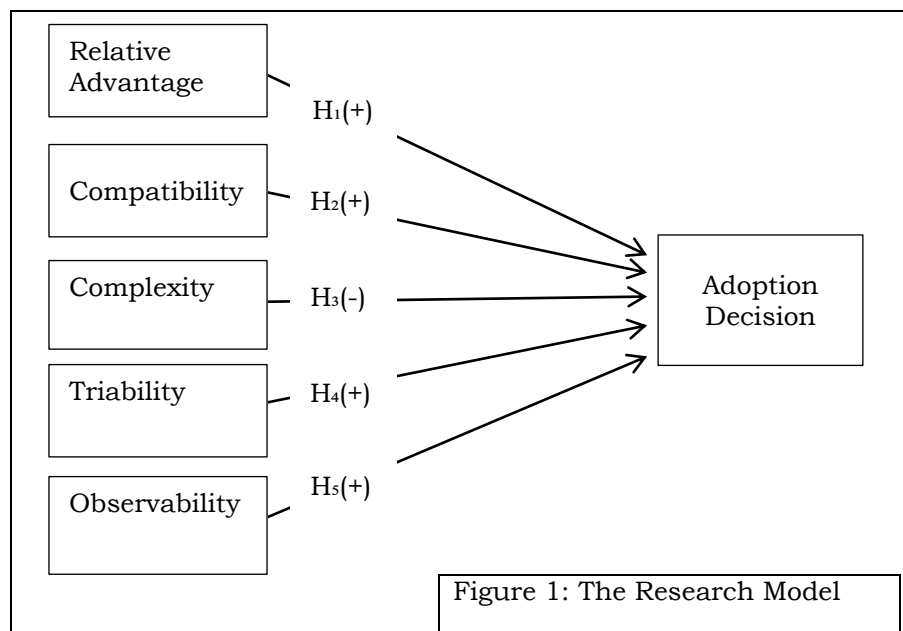 Relative
Advantage
H₁(+)
Compatibility
H₂(+)
Complexity
H₃(-)
Adoption
Decision
Triability
H₄(+)
Observability
H₅(+)
Figure 1: The Research Model